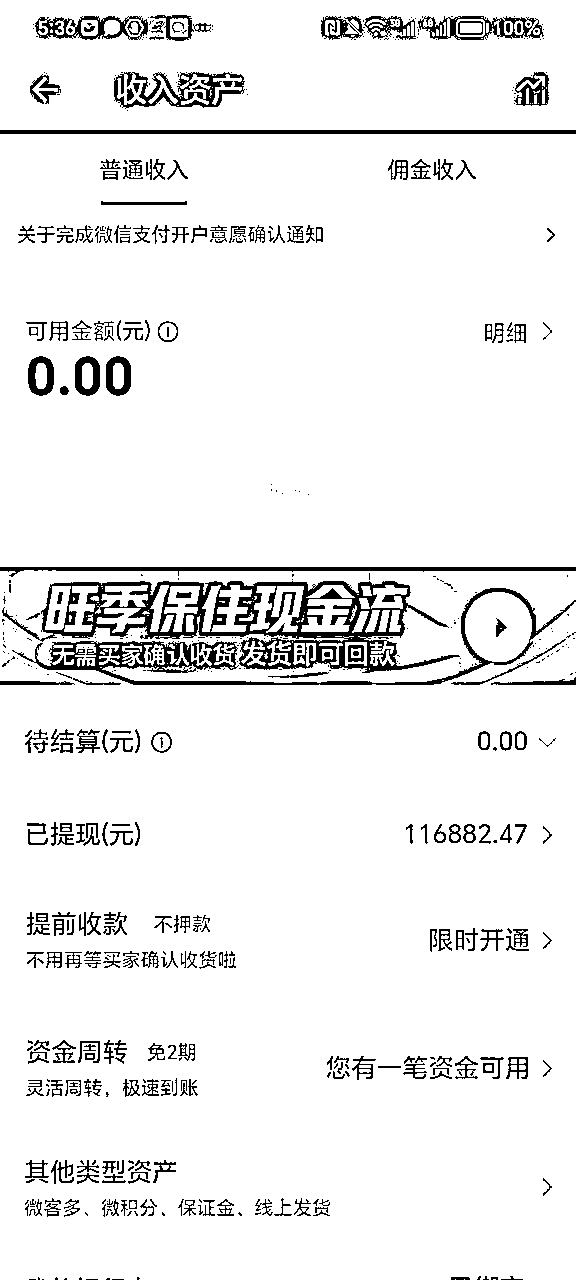 5:36
100%
收入资产
普通收入
佣金收入
关于完成微信支付开户意愿确认通知
可用金额(元)
明细
0.00
旺季保住现金流
无需买家确认收货 发货即可回款
待结算(元)
0.00
已提现(元)
116882.47
提前收款 不押款
不用再等买家确认收货啦
限时开通
资金周转 免2期
灵活周转，极速到账
您有一笔资金可用
其他类型资产
微客多、微积分、保证金、线上发货